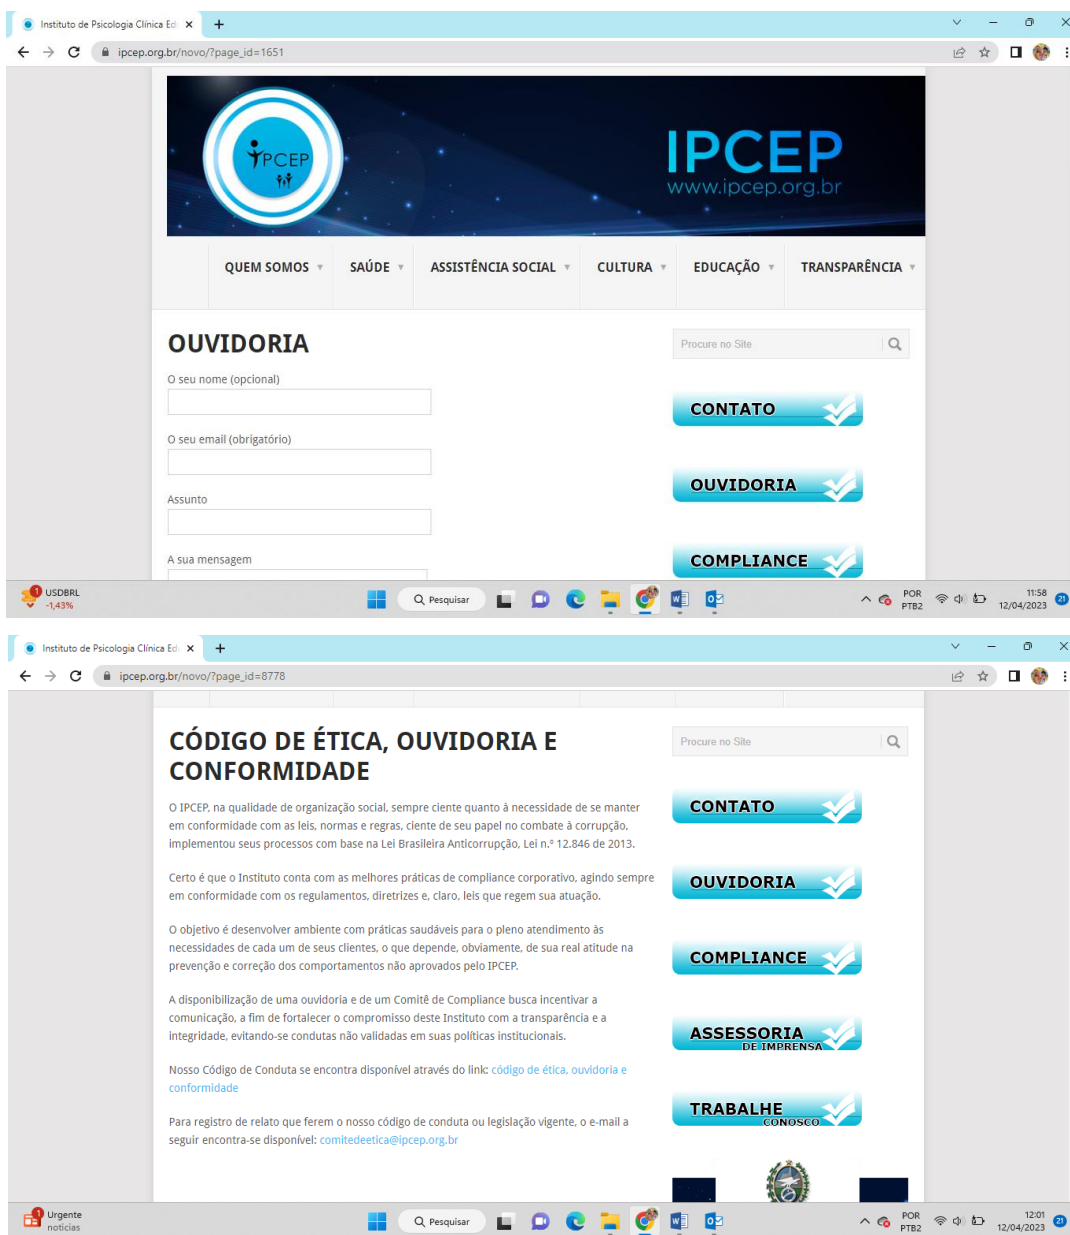 Instituto de Psicologia Clínica Ed
ipcep.org.br/novo/?page_id=1651
IPCEP
IPCEP
www.ipcep.org.br
QUEM SOMOS
SAÚDE
ASSISTÊNCIA SOCIAL
CULTURA
EDUCAÇÃO
TRANSPARÊNCIA
OUVIDORIA
Procure no Site
O seu nome (opcional)
CONTATO
O seu email (obrigatório)
OUVIDORIA
Assunto
A sua mensagem
COMPLIANCE
1
USDBRL
-1,43%
Pesquisar
POR
PTB2
11:58
12/04/2023
21
Instituto de Psicologia Clínica Ed
ipcep.org.br/novo/?page_id=8778
CÓDIGO DE ÉTICA, OUVIDORIA E
CONFORMIDADE
Procure no Site
O IPCEP, na qualidade de organização social, sempre ciente quanto à necessidade de se manter
em conformidade com as leis, normas e regras, ciente de seu papel no combate à corrupção,
implementou seus processos com base na Lei Brasileira Anticorrupção, Lei n.º 12.846 de 2013.
Certo é que o Instituto conta com as melhores práticas de compliance corporativo, agindo sempre
em conformidade com os regulamentos, diretrizes e, claro, leis que regem sua atuação.
O objetivo é desenvolver ambiente com práticas saudáveis para o pleno atendimento às
necessidades de cada um de seus clientes, o que depende, obviamente, de sua real atitude na
prevenção e correção dos comportamentos não aprovados pelo IPCEP.
A disponibilização de uma ouvidoria e de um Comitê de Compliance busca incentivar a
comunicação, a fim de fortalecer o compromisso deste Instituto com a transparência e a
integridade, evitando-se condutas não validadas em suas políticas institucionais.
Nosso Código de Conduta se encontra disponível através do link: código de ética, ouvidoria e
conformidade
Para registro de relato que ferem o nosso código de conduta ou legislação vigente, o e-mail a
seguir encontra-se disponível: comitedeetica@ipcep.org.br
CONTATO
OUVIDORIA
COMPLIANCE
ASSESSORIA
DE IMPRENSA
TRABALHE
CONOSCO
1
Urgente
notícias
Pesquisar
POR
PTB2
12:01
12/04/2023
21